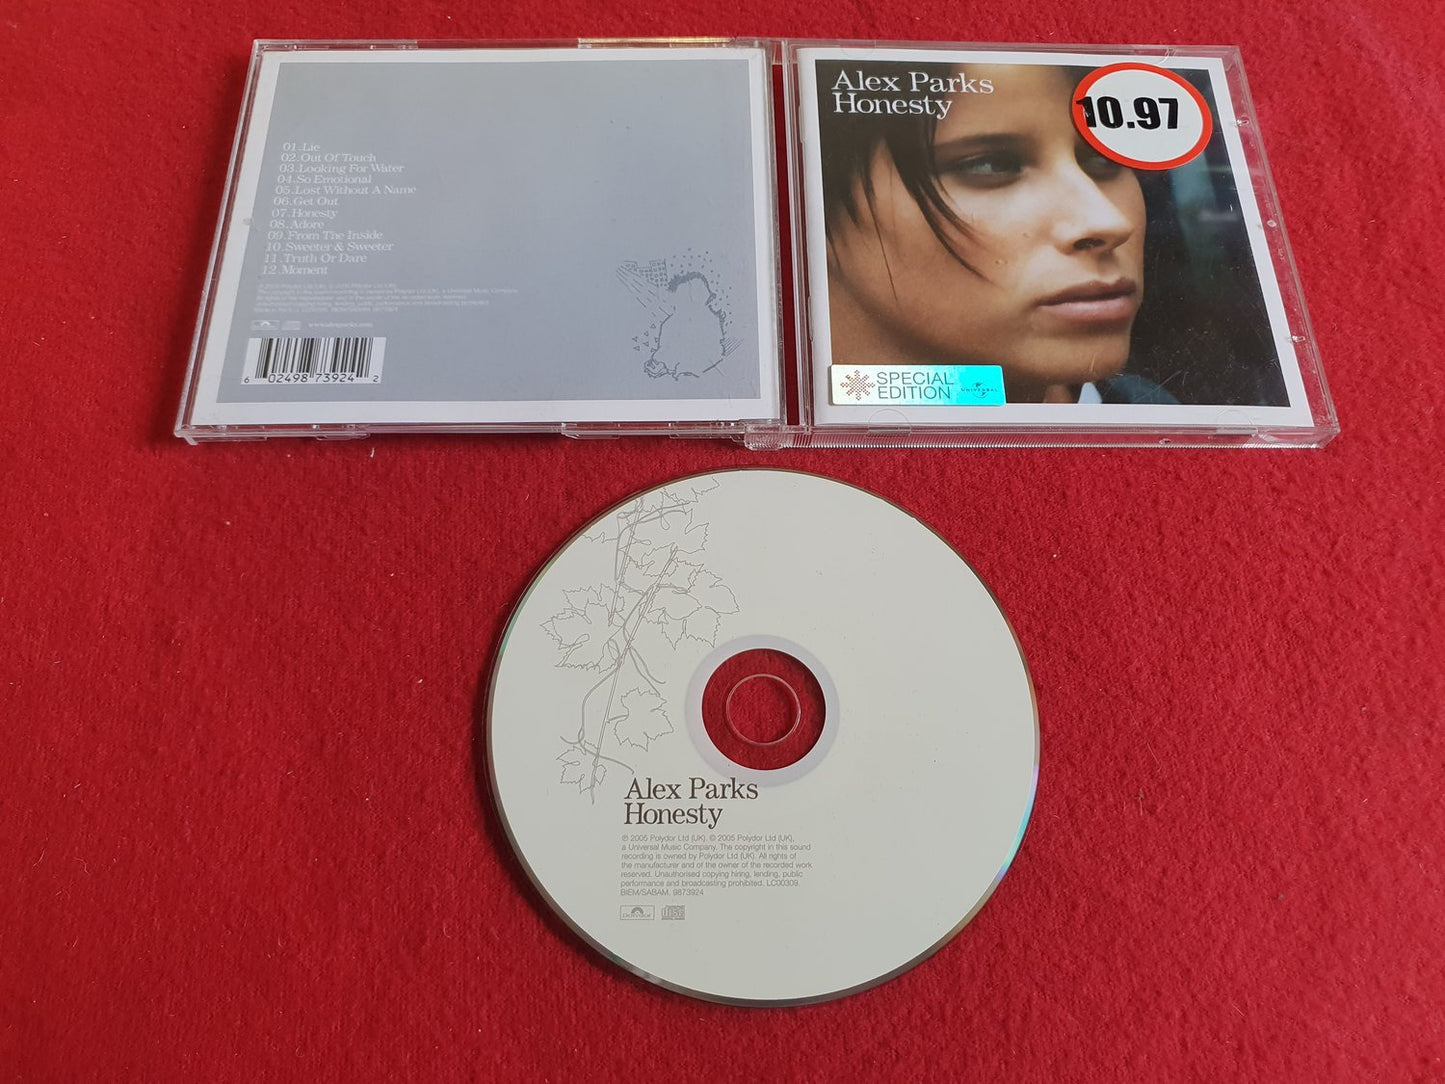 01.Lie
02.Out Of Touch
03.Looking For Water
04.So Emotional
05.Lost Without A Name
06.Get Out
07.Honesty
08.Adore
09.From The Inside
10.Sweeter & Sweeter
11.Truth Or Dare
12.Moment
www.alexparks.com
6 02498 73924 2
Alex Parks
Honesty
10.97
SPECIAL
EDITION
UNIVERSAL
Alex Parks
Honesty
℗ 2005 Polydor Ltd (UK). © 2005 Polydor Ltd (UK),
a Universal Music Company. The copyright in this sound
recording is owned by Polydor Ltd (UK). All rights of
the manufacturer and of the owner of the recorded work
reserved. Unauthorised copying hiring, lending, public
performance and broadcasting prohibited. LC00309.
BIEM/SABAM. 9873924
Polydor